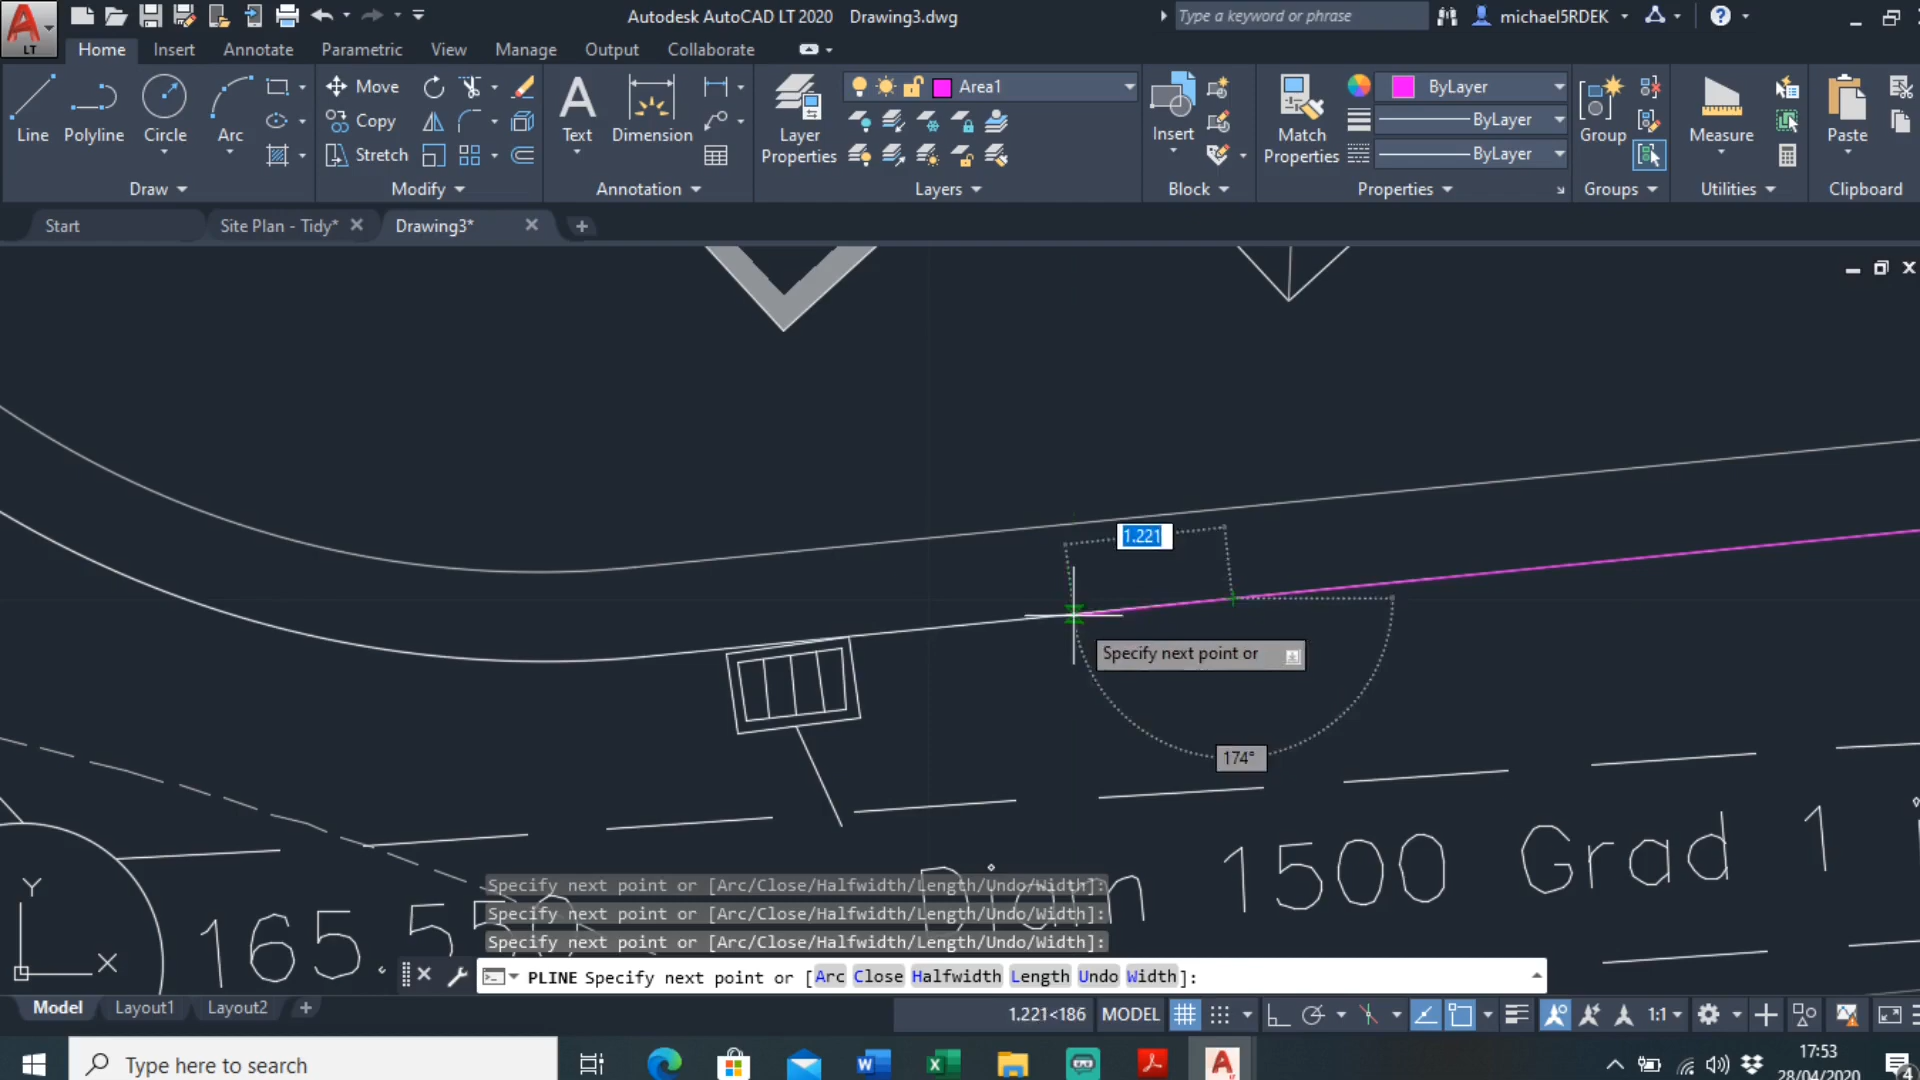 LT
Autodesk AutoCAD LT 2020 Drawing3.dwg
Type a keyword or phrase
michael5RDEK
Home Insert Annotate Parametric View Manage Output Collaborate
Line Polyline Circle Arc
Move
Copy
Stretch
Text Dimension
Layer
Properties
Area1
Insert
Match
Properties
ByLayer
ByLayer
ByLayer
Group
Measure
Paste
Draw Modify Annotation Layers Block Properties Groups Utilities Clipboard
Start Site Plan - Tidy* Drawing3*
1.221
Specify next point or
174°
Diam 1500 Grad 1
Y
X
Specify next point or [Arc/Close/Halfwidth/Length/Undo/Width]:
Specify next point or [Arc/Close/Halfwidth/Length/Undo/Width]:
Specify next point or [Arc/Close/Halfwidth/Length/Undo/Width]:
PLINE Specify next point or [Arc Close Halfwidth Length Undo Width]:
Model Layout1 Layout2
1.221<186 MODEL 1:1
Type here to search
17:53
28/04/2020
4